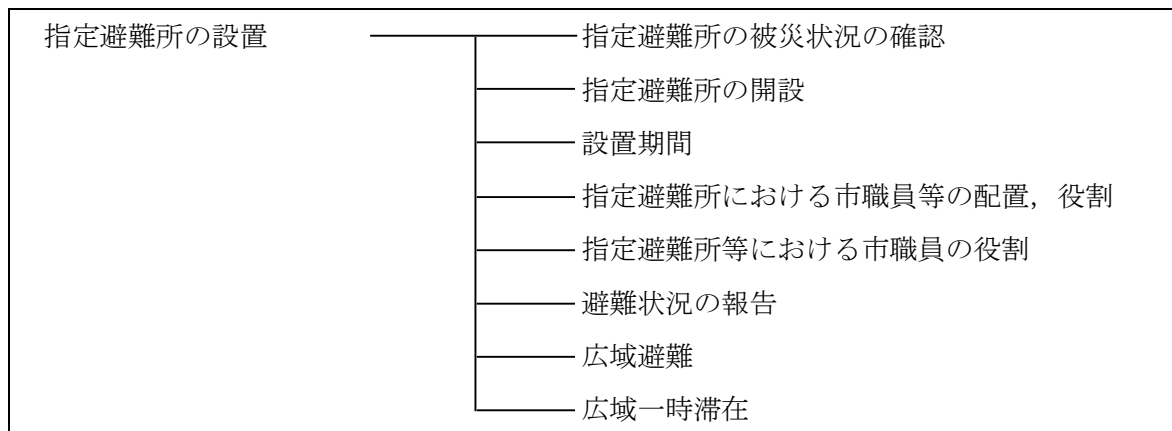 指定避難所の設置
指定避難所の被災状況の確認
指定避難所の開設
設置期間
指定避難所における市職員等の配置，役割
指定避難所等における市職員の役割
避難状況の報告
広域避難
広域一時滞在